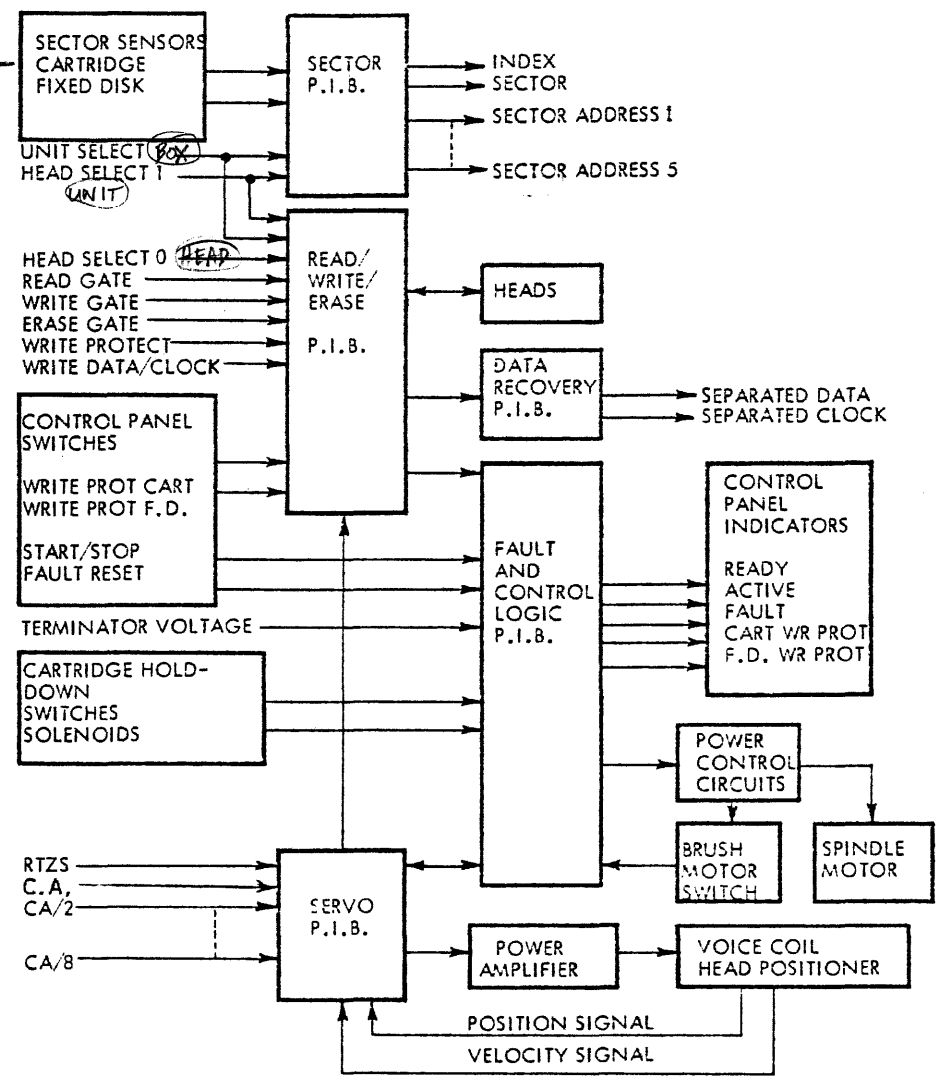 SECTOR SENSORS
CARTRIDGE
FIXED DISK
SECTOR
P.I.B.
INDEX
SECTOR
SECTOR ADDRESS 1
SECTOR ADDRESS 5
UNIT SELECT BOX
HEAD SELECT 1
UNIT
HEAD SELECT 0 HEAD
READ GATE
WRITE GATE
ERASE GATE
WRITE PROTECT
WRITE DATA/CLOCK
READ/
WRITE/
ERASE
P.I.B.
HEADS
DATA
RECOVERY
P.I.B.
SEPARATED DATA
SEPARATED CLOCK
CONTROL PANEL
SWITCHES
WRITE PROT CART
WRITE PROT F.D.
START/STOP
FAULT RESET
TERMINATOR VOLTAGE
CARTRIDGE HOLD-
DOWN
SWITCHES
SOLENOIDS
FAULT
AND
CONTROL
LOGIC
P.I.B.
CONTROL
PANEL
INDICATORS
READY
ACTIVE
FAULT
CART WR PROT
F.D. WR PROT
POWER
CONTROL
CIRCUITS
BRUSH
MOTOR
SWITCH
SPINDLE
MOTOR
RTZS
C.A.
CA/2
CA/8
SERVO
P.I.B.
POWER
AMPLIFIER
VOICE COIL
HEAD POSITIONER
POSITION SIGNAL
VELOCITY SIGNAL